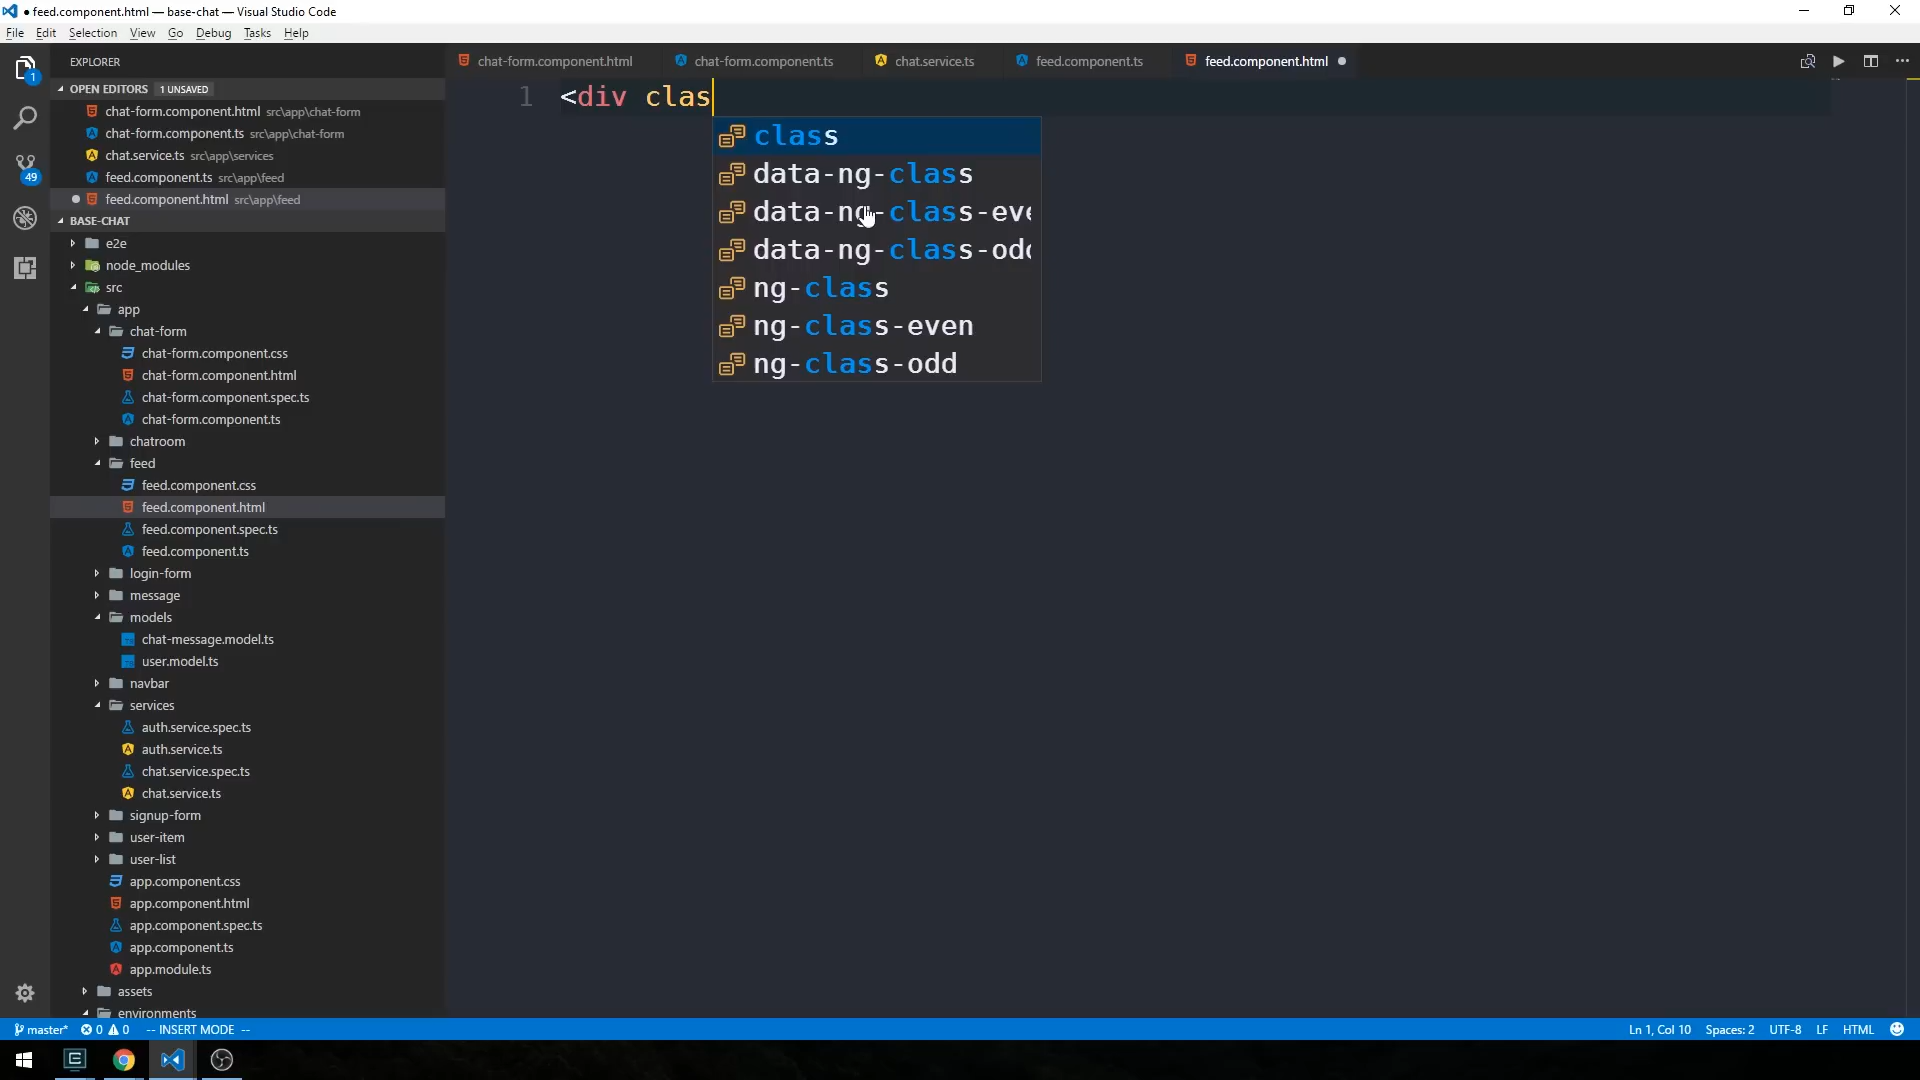 ● feed.component.html — base-chat — Visual Studio Code
File Edit Selection View Go Debug Tasks Help
EXPLORER
chat-form.component.html chat-form.component.ts chat.service.ts feed.component.ts feed.component.html
1
OPEN EDITORS 1 UNSAVED
chat-form.component.html src\app\chat-form
chat-form.component.ts src\app\chat-form
chat.service.ts src\app\services
feed.component.ts src\app\feed
feed.component.html src\app\feed
49
1 <div clas
class
data-ng-class
data-ng-class-eve
data-ng-class-odd
ng-class
ng-class-even
ng-class-odd
BASE-CHAT
e2e
node_modules
src
app
chat-form
chat-form.component.css
chat-form.component.html
chat-form.component.spec.ts
chat-form.component.ts
chatroom
feed
feed.component.css
feed.component.html
feed.component.spec.ts
feed.component.ts
login-form
message
models
chat-message.model.ts
user.model.ts
navbar
services
auth.service.spec.ts
auth.service.ts
chat.service.spec.ts
chat.service.ts
signup-form
user-item
user-list
app.component.css
app.component.html
app.component.spec.ts
app.component.ts
app.module.ts
assets
environments
master* 0 0 -- INSERT MODE -- Ln 1, Col 10 Spaces: 2 UTF-8 LF HTML